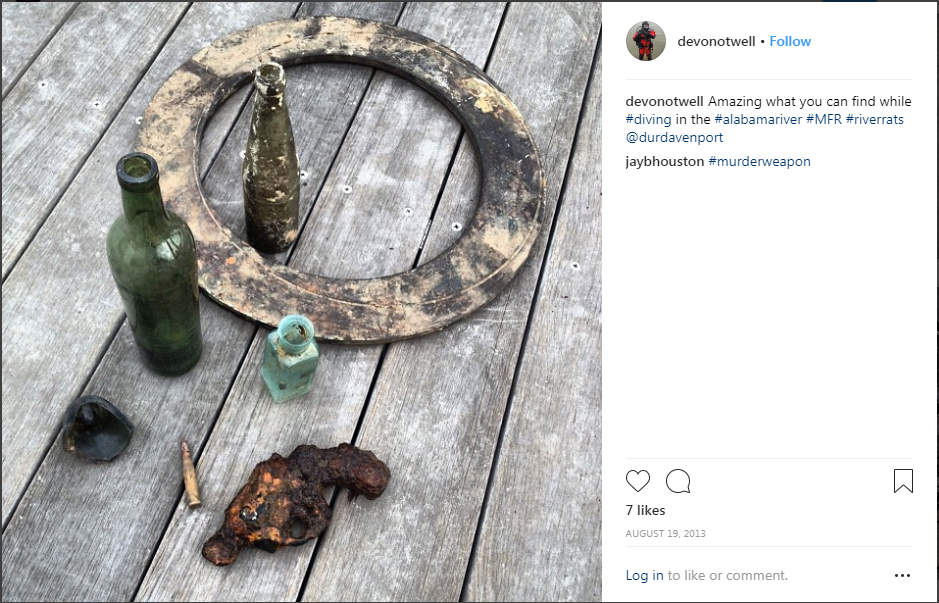 devonotwell • Follow
devonotwell Amazing what you can find while
#diving in the #alabamariver #MFR #riverrats
@durdavenport
jaybhouston #murderweapon
7 likes
AUGUST 19, 2013
Log in to like or comment.